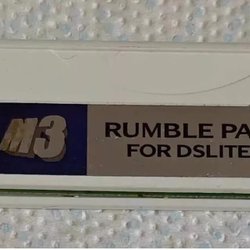 M3
RUMBLE PA
FOR DSLITE